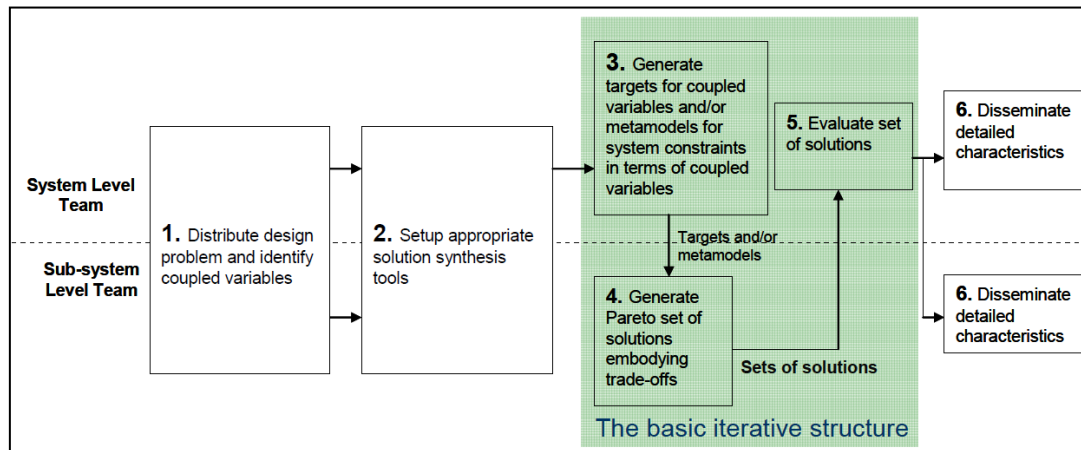 System Level
Team
Sub-system
Level Team
1. Distribute design
problem and identify
coupled variables
2. Setup appropriate
solution synthesis
tools
3. Generate
targets for coupled
variables and/or
metamodels for
system constraints
in terms of coupled
variables
Targets and/or
metamodels
4. Generate
Pareto set of
solutions
embodying
trade-offs
Sets of solutions
5. Evaluate set
of solutions
6. Disseminate
detailed
characteristics
6. Disseminate
detailed
characteristics
The basic iterative structure